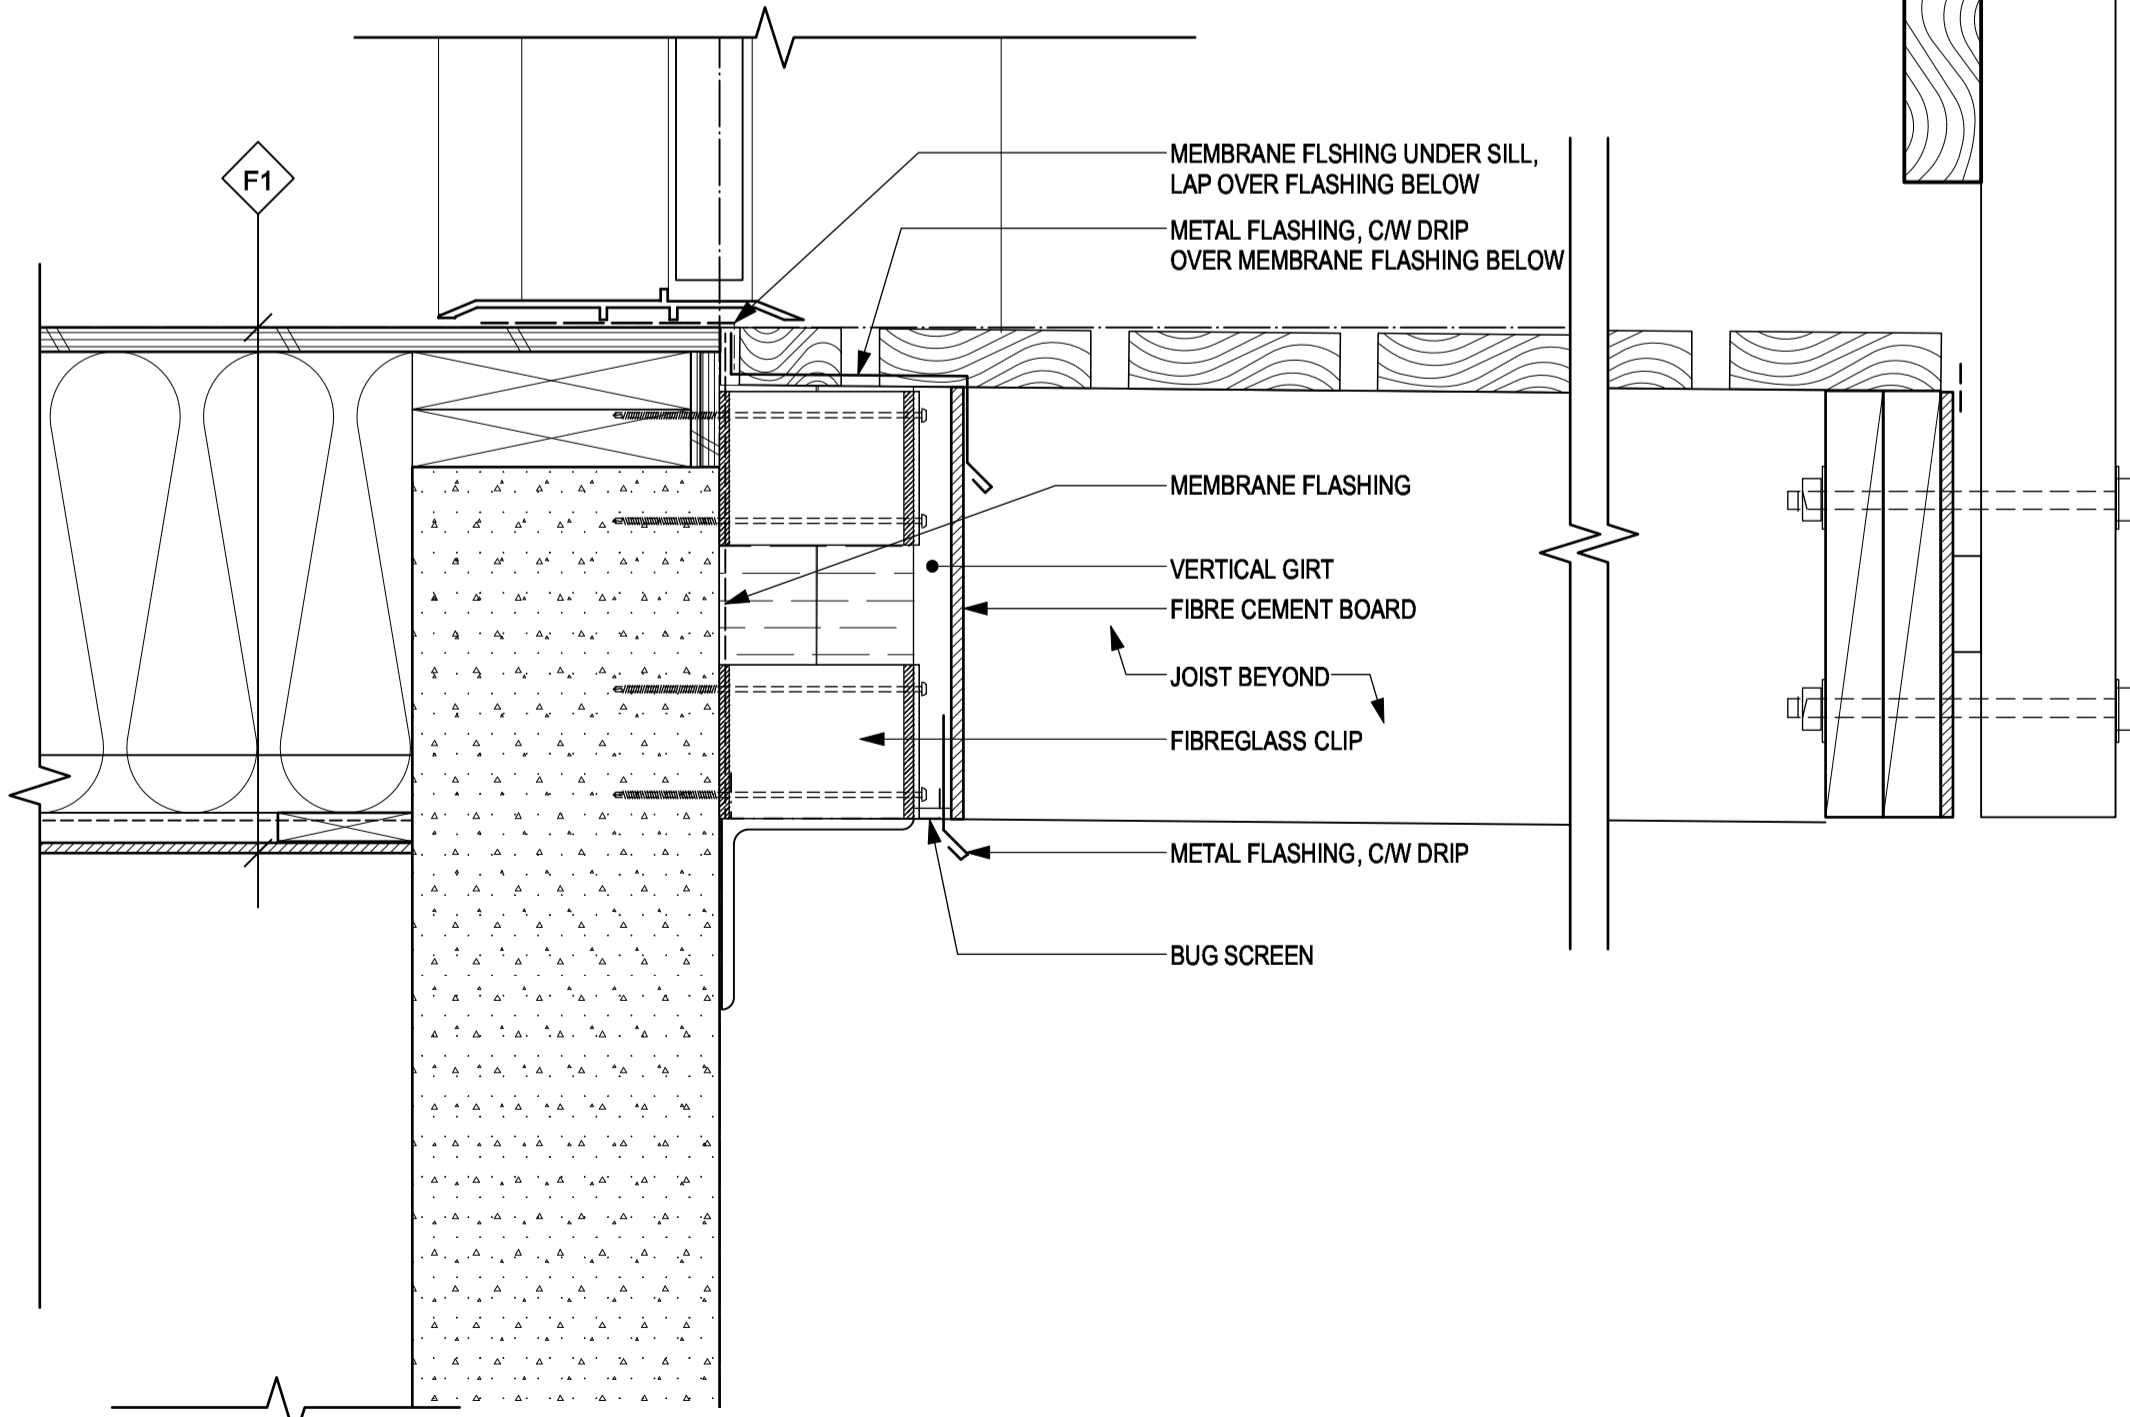 F1
MEMBRANE FLSHING UNDER SILL,
LAP OVER FLASHING BELOW
METAL FLASHING, C/W DRIP
OVER MEMBRANE FLASHING BELOW
MEMBRANE FLASHING
VERTICAL GIRT
FIBRE CEMENT BOARD
JOIST BEYOND
FIBREGLASS CLIP
METAL FLASHING, C/W DRIP
BUG SCREEN